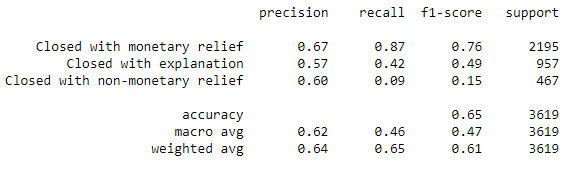 precision recall f1-score support
Closed with monetary relief 0.67 0.87 0.76 2195
Closed with explanation 0.57 0.42 0.49 957
Closed with non-monetary relief 0.60 0.09 0.15 467
accuracy 0.65 3619
macro avg 0.62 0.46 0.47 3619
weighted avg 0.64 0.65 0.61 3619